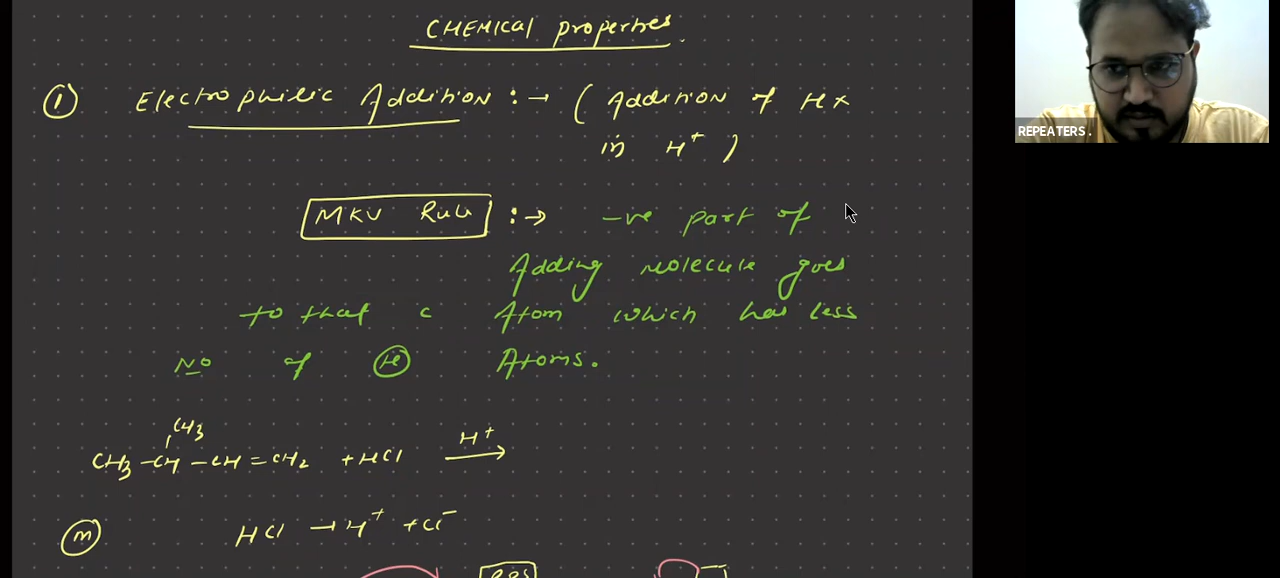 CHEMICAL properties.
① Electrophilic Addition :→ ( Addition of HX
in H⁺ )
REPEATERS .
MKV Rule :→ -ve part of
Adding molecule goes
to that C Atom which has less
No of (H) Atoms.
CH3
CH3 -CH -CH = CH2 + HCl H⁺ →
(m) HCl → H⁺ + Cl⁻
RDS